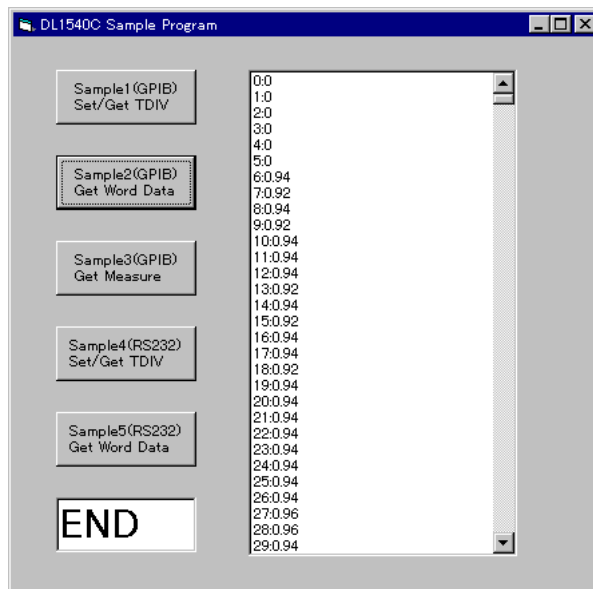 DL1540C Sample Program
Sample1(GPIB)
Set/Get TDIV
Sample2(GPIB)
Get Word Data
Sample3(GPIB)
Get Measure
Sample4(RS232)
Set/Get TDIV
Sample5(RS232)
Get Word Data
END
0:0
1:0
2:0
3:0
4:0
5:0
6:0.94
7:0.92
8:0.94
9:0.92
10:0.94
11:0.94
12:0.94
13:0.92
14:0.94
15:0.92
16:0.94
17:0.94
18:0.92
19:0.94
20:0.94
21:0.94
22:0.94
23:0.94
24:0.94
25:0.94
26:0.94
27:0.96
28:0.96
29:0.94